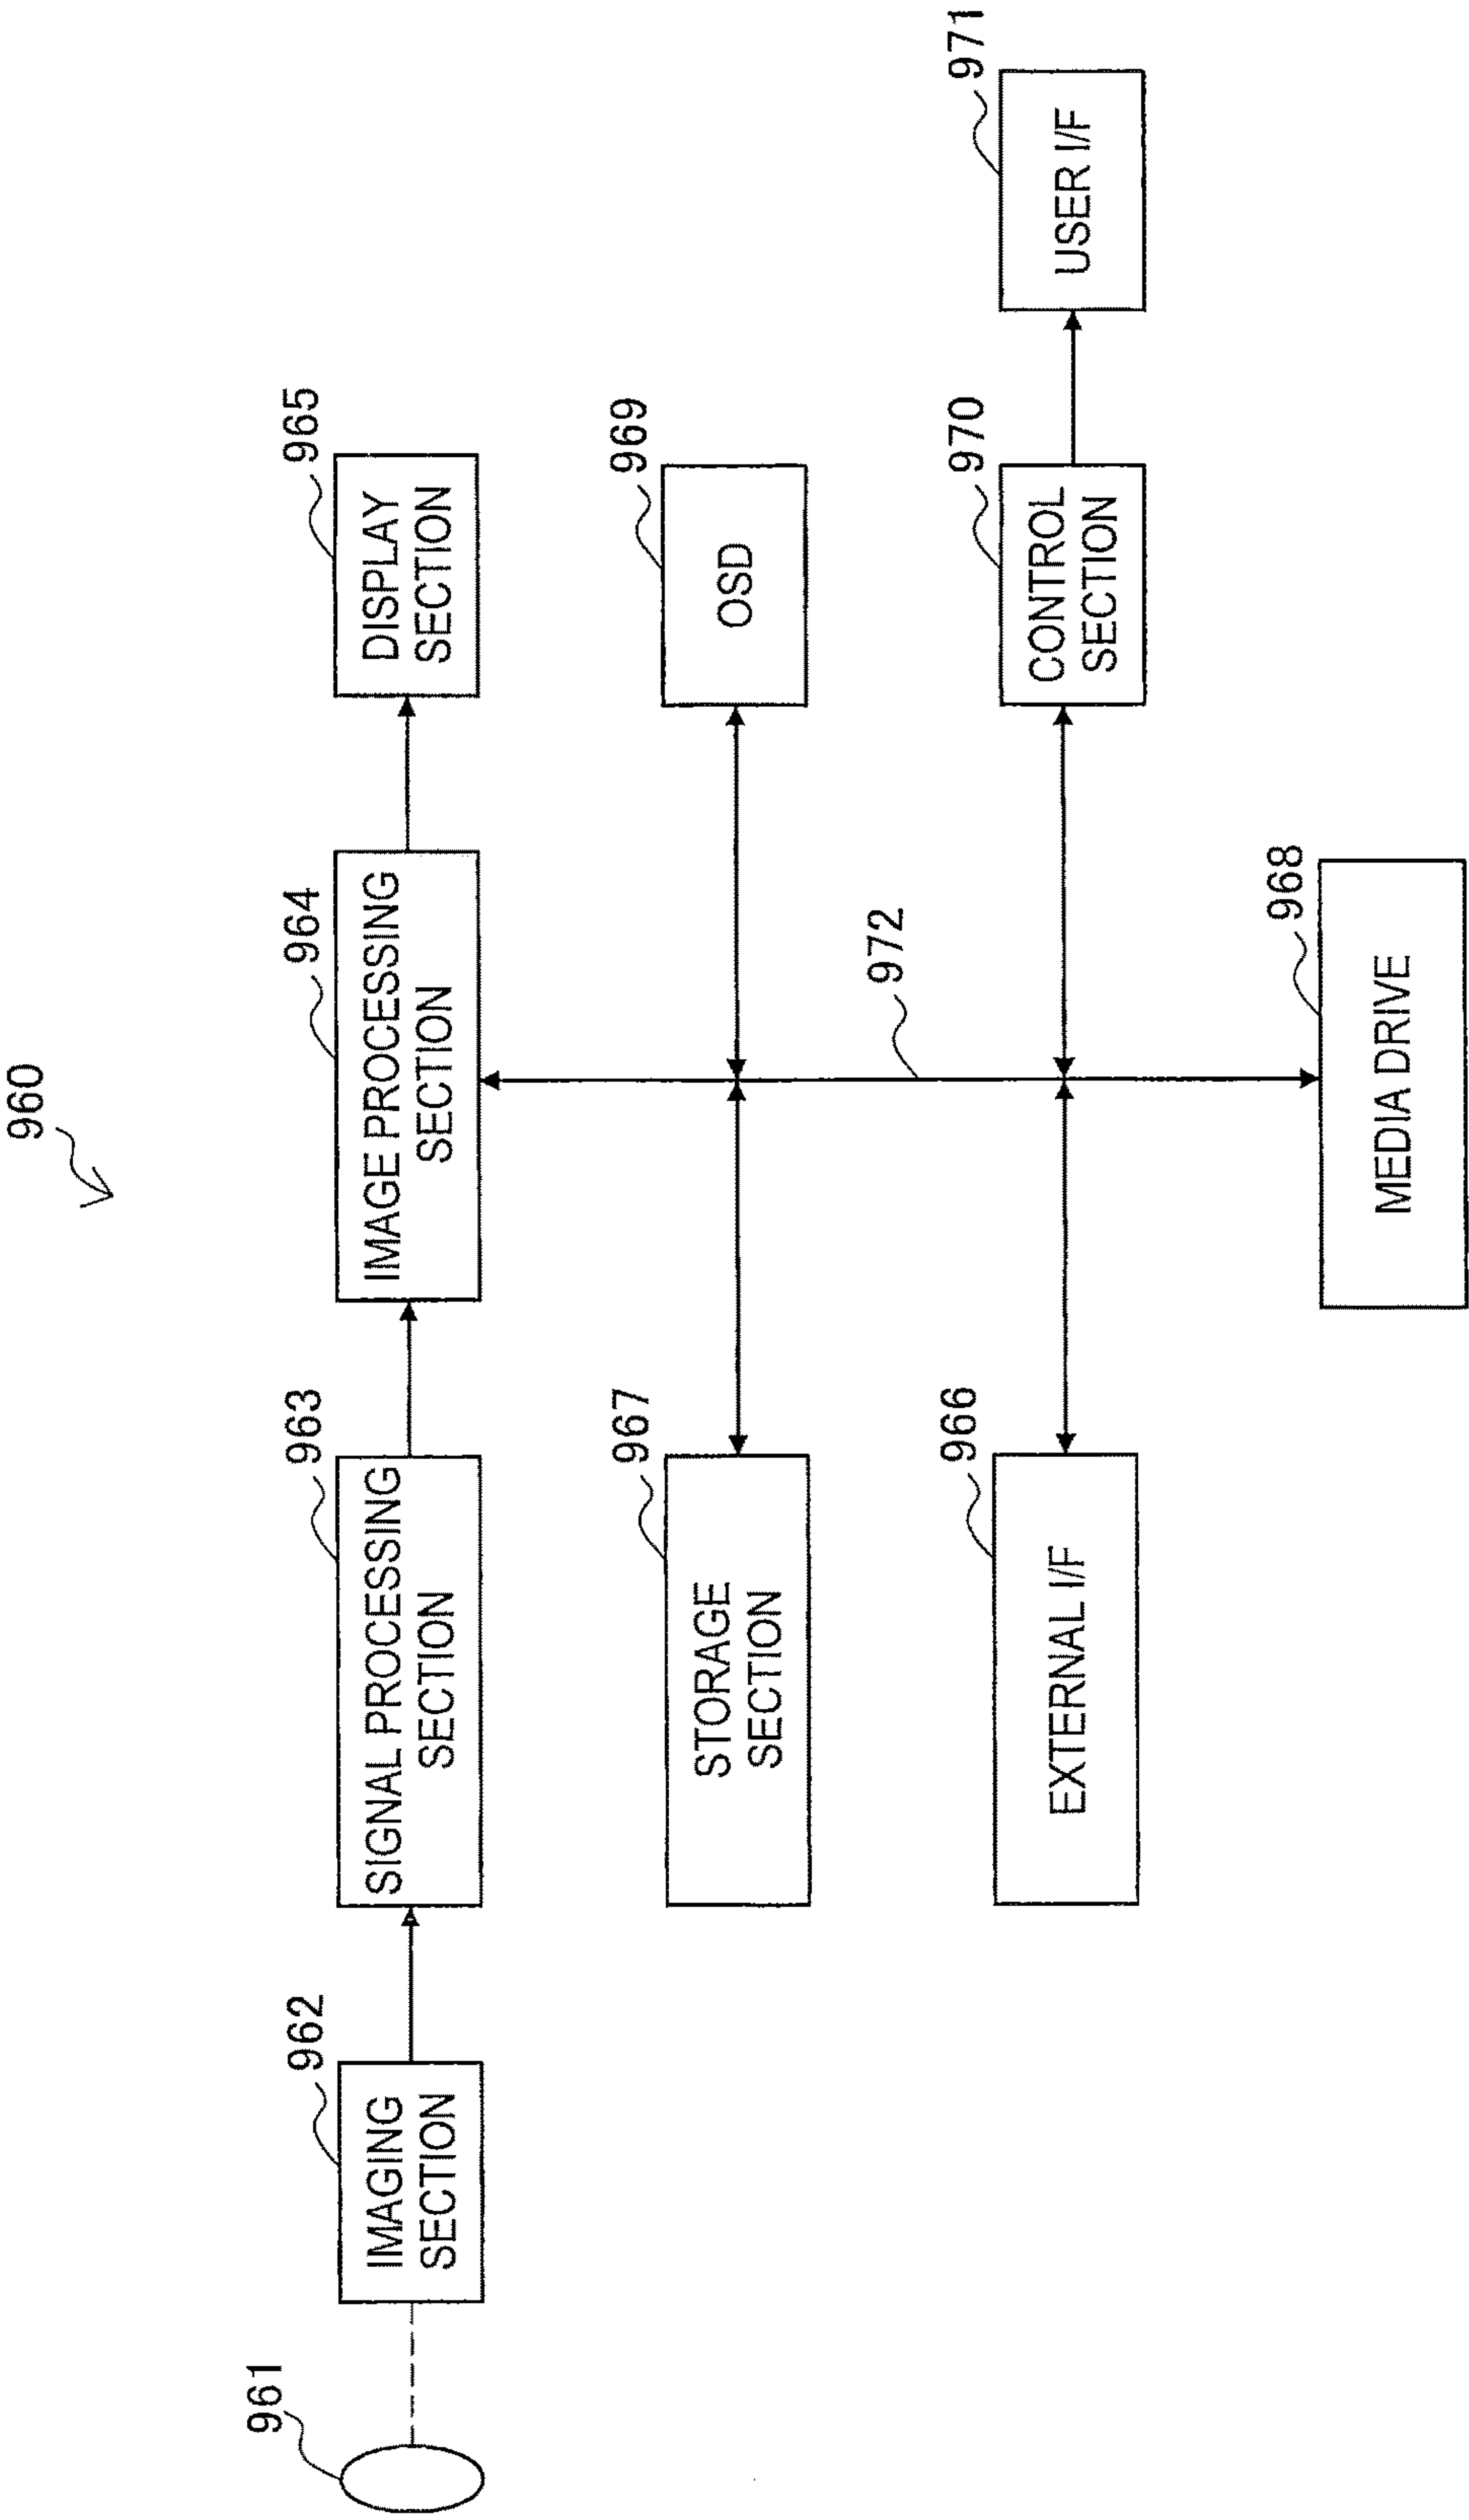 960
961
962
IMAGING
SECTION
963
SIGNAL PROCESSING
SECTION
964
IMAGE PROCESSING
SECTION
965
DISPLAY
SECTION
967
STORAGE
SECTION
969
OSD
972
966
EXTERNAL I/F
970
CONTROL
SECTION
971
USER I/F
968
MEDIA DRIVE